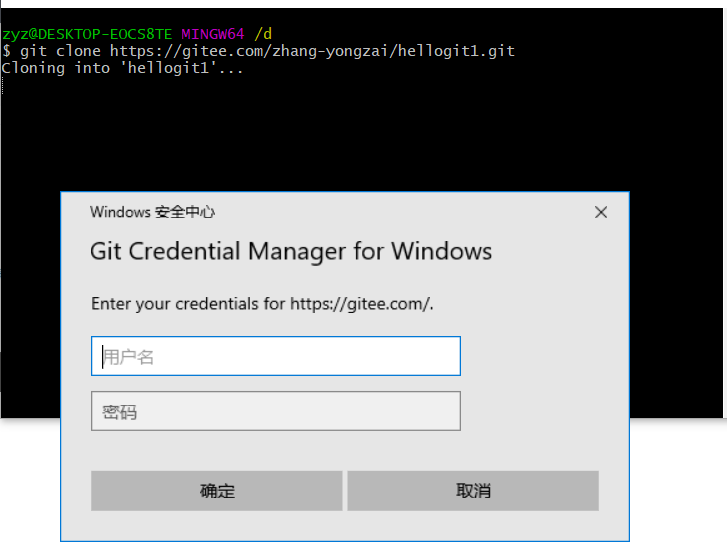 zyz@DESKTOP-EOCS8TE MINGW64 /d
$ git clone https://gitee.com/zhang-yongzai/hellogit1.git
Cloning into 'hellogit1'...
Windows 安全中心
Git Credential Manager for Windows
Enter your credentials for https://gitee.com/.
用户名
密码
确定 取消